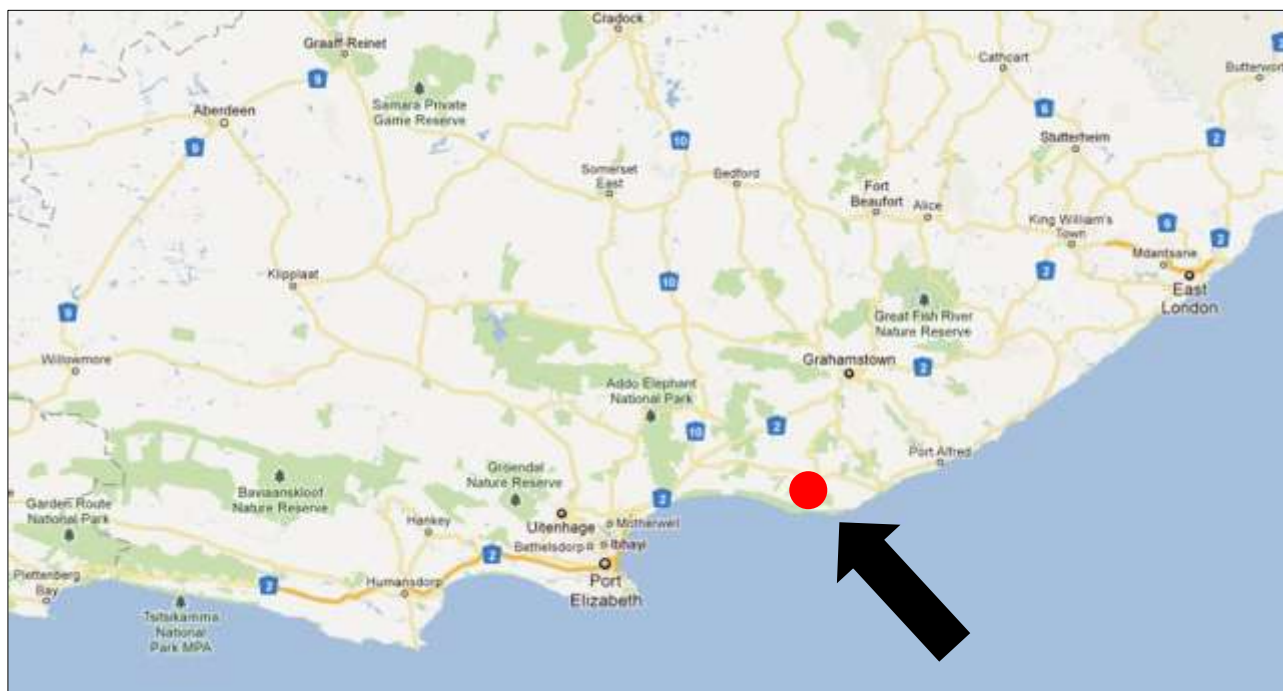 Cradock
Graaff-Reinet
9
Samara Private
Game Reserve
Cathcart
Butterwort
Aberdeen
9
10
6
2
Stutterheim
Somerset
East
Bedford
Fort
Beaufort
Alice
King William's
Town
6
2
Mdantsane
East
London
Klipplaat
10
2
9
Great Fish River
Nature Reserve
Willowmore
Grahamstown
2
Addo Elephant
National Park
10
2
Port Alfred
Baviaanskloof
Nature Reserve
Groendal
Nature Reserve
2
Garden Route
National Park
Hankey
Uitenhage
Motherwell
Bethelsdorp
Ibhayi
2
Port
Elizabeth
Plettenberg
Bay
2
Humansdorp
Tsitsikamma
National
Park MPA